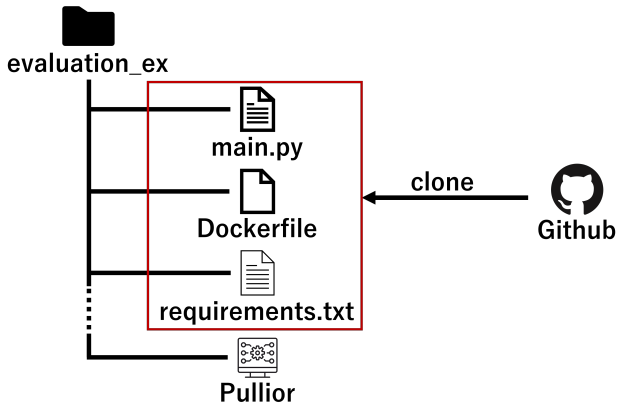 evaluation_ex
main.py
clone
Dockerfile
Github
requirements.txt
Pullior